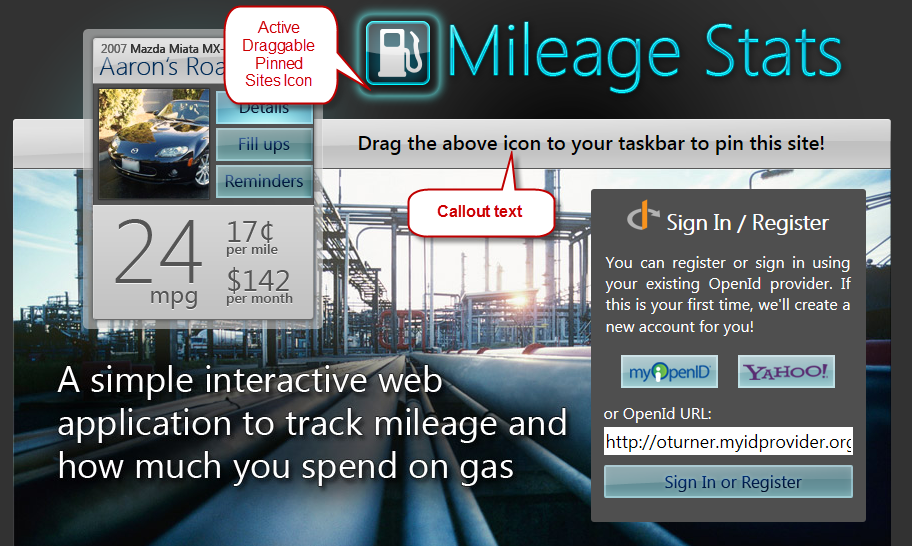 Active
Draggable
Pinned
Sites Icon
Mileage Stats
2007 Mazda Miata MX-
Aaron's Roa
Details
Fill ups
Reminders
24
mpg
17¢
per mile
$142
per month
Drag the above icon to your taskbar to pin this site!
Callout text
Sign In / Register
You can register or sign in using
your existing OpenId provider. If
this is your first time, we'll create a
new account for you!
myOpenID
YAHOO!
or OpenId URL:
http://oturner.myidprovider.org
Sign In or Register
A simple interactive web
application to track mileage and
how much you spend on gas